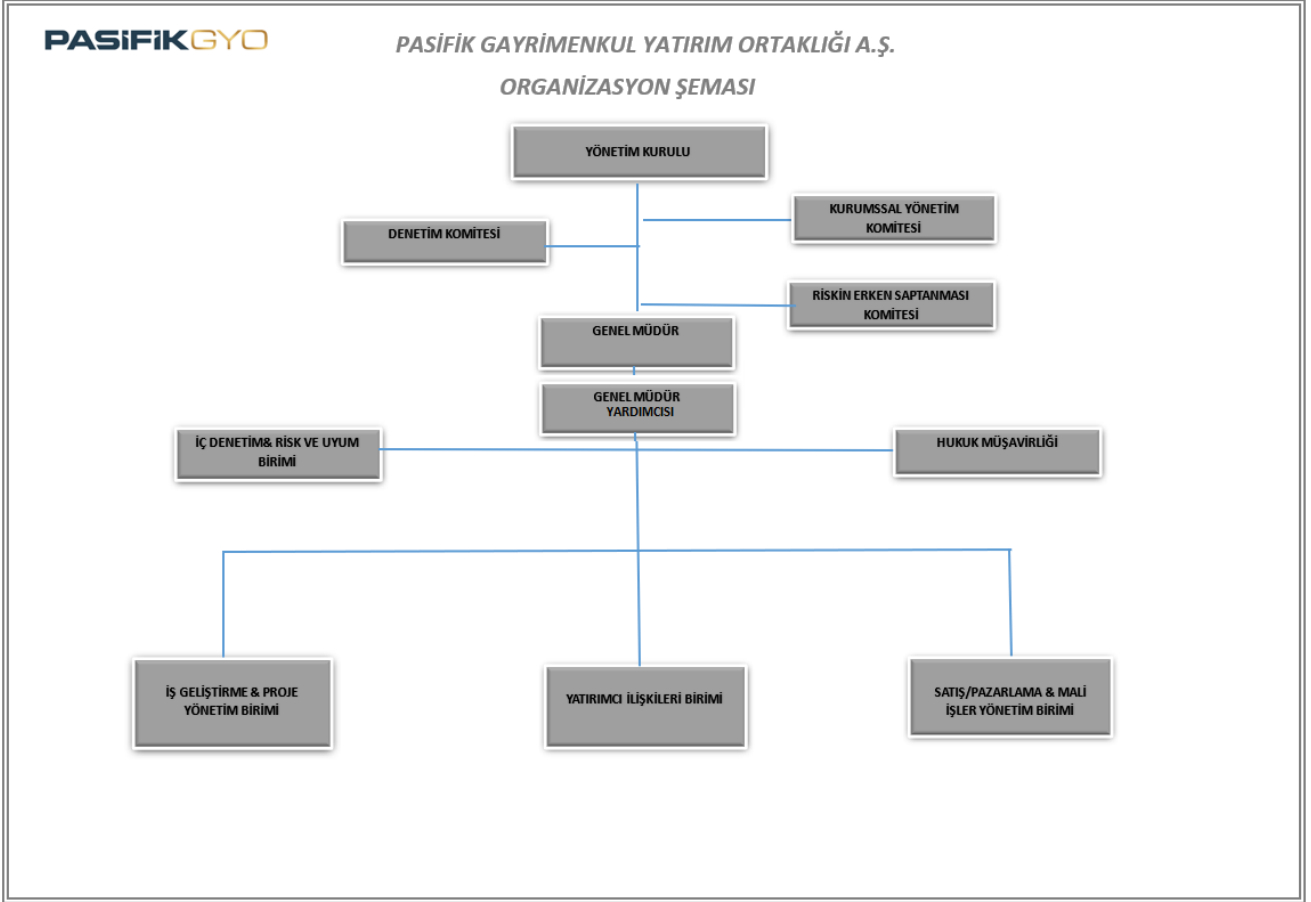 PASİFİKGYO
PASİFİK GAYRİMENKUL YATIRIM ORTAKLIĞI A.Ş.
ORGANİZASYON ŞEMASI
YÖNETİM KURULU
KURUMSSAL YÖNETİM
KOMİTESİ
DENETİM KOMİTESİ
RİSKİN ERKEN SAPTANMASI
KOMİTESİ
GENEL MÜDÜR
GENEL MÜDÜR
YARDIMCISI
İÇ DENETİM& RİSK VE UYUM
BİRİMİ
HUKUK MÜŞAVİRLİĞİ
İŞ GELİŞTİRME & PROJE
YÖNETİM BİRİMİ
YATIRIMCI İLİŞKİLERİ BİRİMİ
SATIŞ/PAZARLAMA & MALİ
İŞLER YÖNETİM BİRİMİ